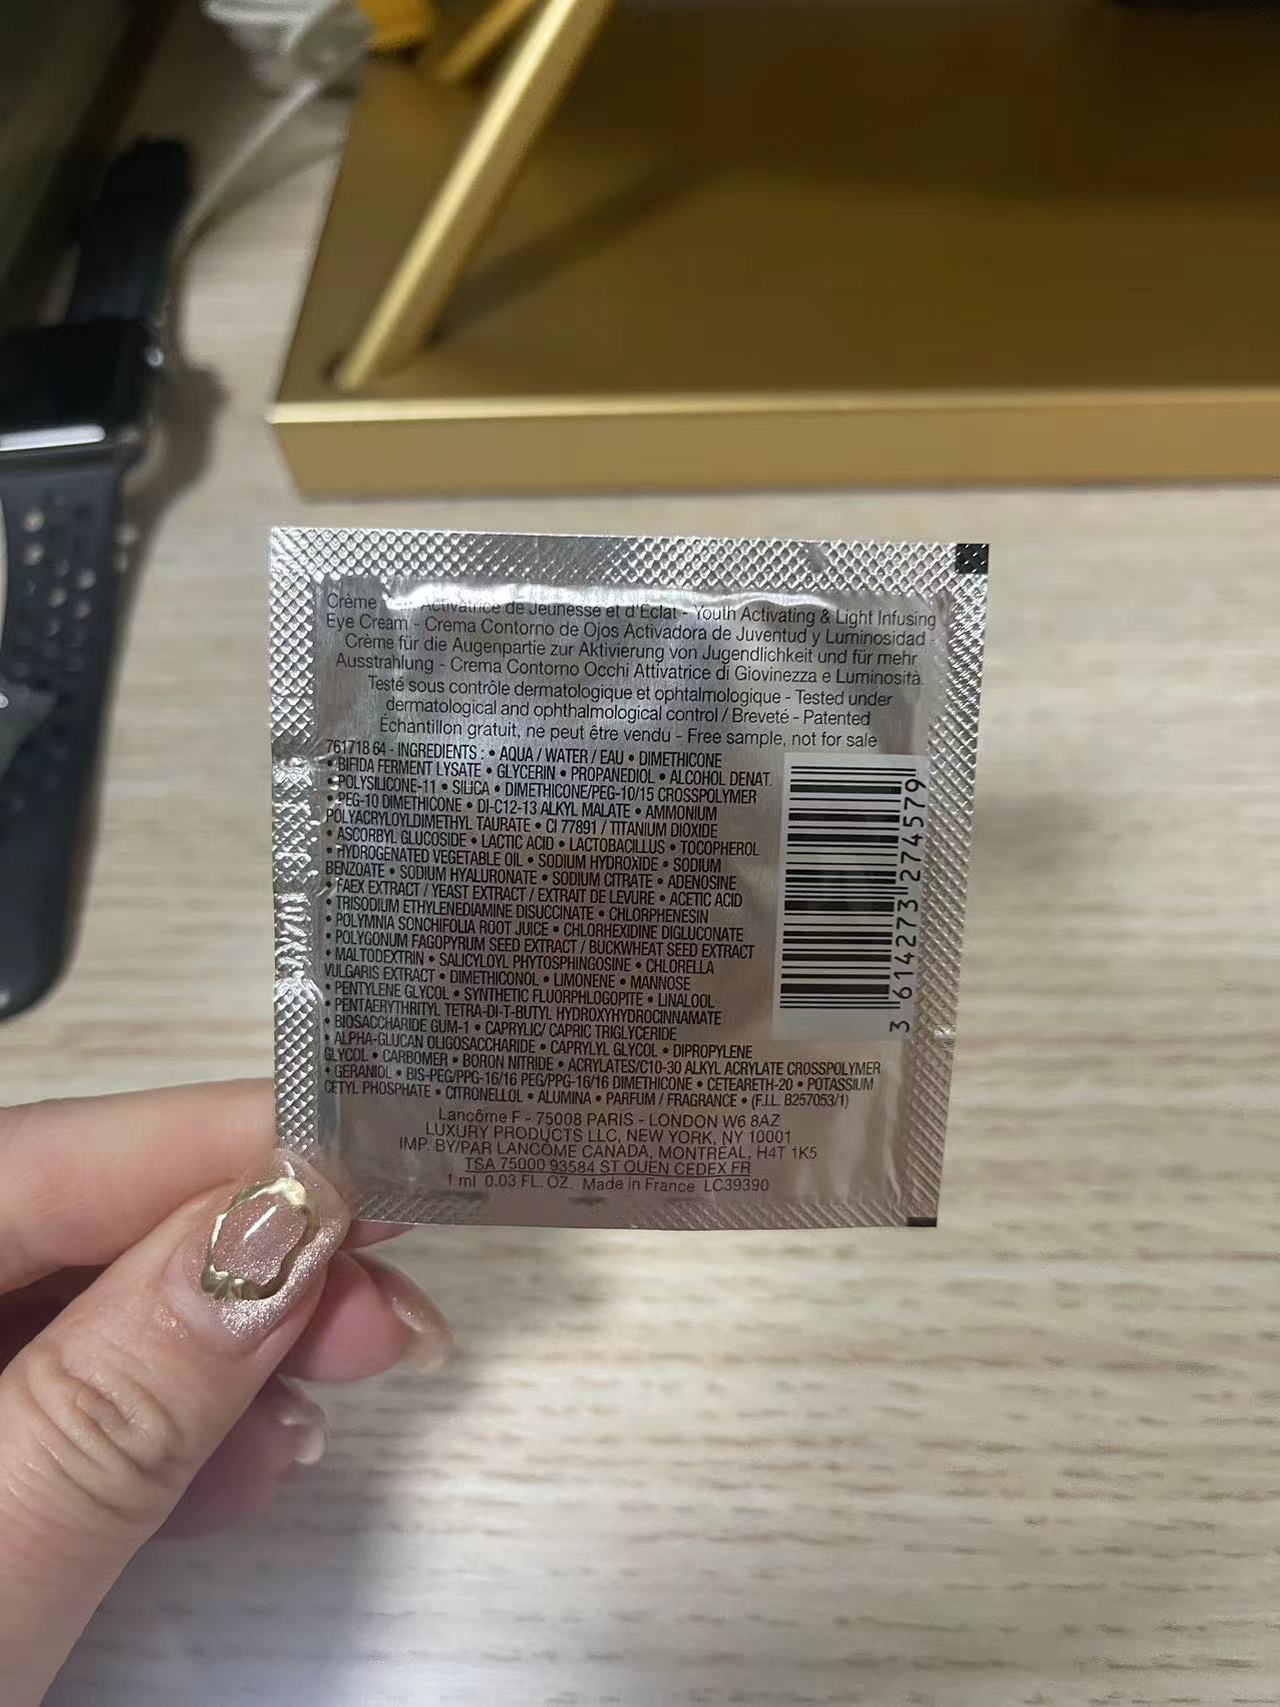 Crème Activatrice de Jeunesse et d'Éclat - Youth Activating & Light Infusing
Eye Cream - Crema Contorno de Ojos Activadora de Juventud y Luminosidad -
Crème für die Augenpartie zur Aktivierung von Jugendlichkeit und für mehr
Ausstrahlung - Crema Contorno Occhi Attivatrice di Giovinezza e Luminosità.
Testé sous contrôle dermatologique et ophtalmologique - Tested under
dermatological and ophthalmological control / Breveté - Patented
Échantillon gratuit, ne peut être vendu - Free sample, not for sale
761718 64 - INGREDIENTS : • AQUA / WATER / EAU • DIMETHICONE
• BIFIDA FERMENT LYSATE • GLYCERIN • PROPANEDIOL • ALCOHOL DENAT.
• POLYSILICONE-11 • SILICA • DIMETHICONE/PEG-10/15 CROSSPOLYMER
• PEG-10 DIMETHICONE • DI-C12-13 ALKYL MALATE • AMMONIUM
POLYACRYLOYLDIMETHYL TAURATE • CI 77891 / TITANIUM DIOXIDE
• ASCORBYL GLUCOSIDE • LACTIC ACID • LACTOBACILLUS • TOCOPHEROL
• HYDROGENATED VEGETABLE OIL • SODIUM HYDROXIDE • SODIUM
BENZOATE • SODIUM HYALURONATE • SODIUM CITRATE • ADENOSINE
• FAEX EXTRACT / YEAST EXTRACT / EXTRAIT DE LEVURE • ACETIC ACID
• TRISODIUM ETHYLENEDIAMINE DISUCCINATE • CHLORPHENESIN
• POLYMNIA SONCHIFOLIA ROOT JUICE • CHLORHEXIDINE DIGLUCONATE
• POLYGONUM FAGOPYRUM SEED EXTRACT / BUCKWHEAT SEED EXTRACT
• MALTODEXTRIN • SALICYLOYL PHYTOSPHINGOSINE • CHLORELLA
VULGARIS EXTRACT • DIMETHICONOL • LIMONENE • MANNOSE
• PENTYLENE GLYCOL • SYNTHETIC FLUORPHLOGOPITE • LINALOOL
• PENTAERYTHRITYL TETRA-DI-T-BUTYL HYDROXYHYDROCINNAMATE
• BIOSACCHARIDE GUM-1 • CAPRYLIC/ CAPRIC TRIGLYCERIDE
• ALPHA-GLUCAN OLIGOSACCHARIDE • CAPRYLYL GLYCOL • DIPROPYLENE
GLYCOL • CARBOMER • BORON NITRIDE • ACRYLATES/C10-30 ALKYL ACRYLATE CROSSPOLYMER
• GERANIOL • BIS-PEG/PPG-16/16 PEG/PPG-16/16 DIMETHICONE • CETEARETH-20 • POTASSIUM
CETYL PHOSPHATE • CITRONELLOL • ALUMINA • PARFUM / FRAGRANCE • (F.I.L. B257053/1)
Lancôme F - 75008 PARIS - LONDON W6 8AZ
LUXURY PRODUCTS LLC, NEW YORK, NY 10001
IMP. BY/PAR LANCÔME CANADA, MONTRÉAL, H4T 1K5
TSA 75000 93584 ST OUEN CEDEX FR
1 ml 0.03 FL. OZ. Made in France LC39390
3 614273 274579